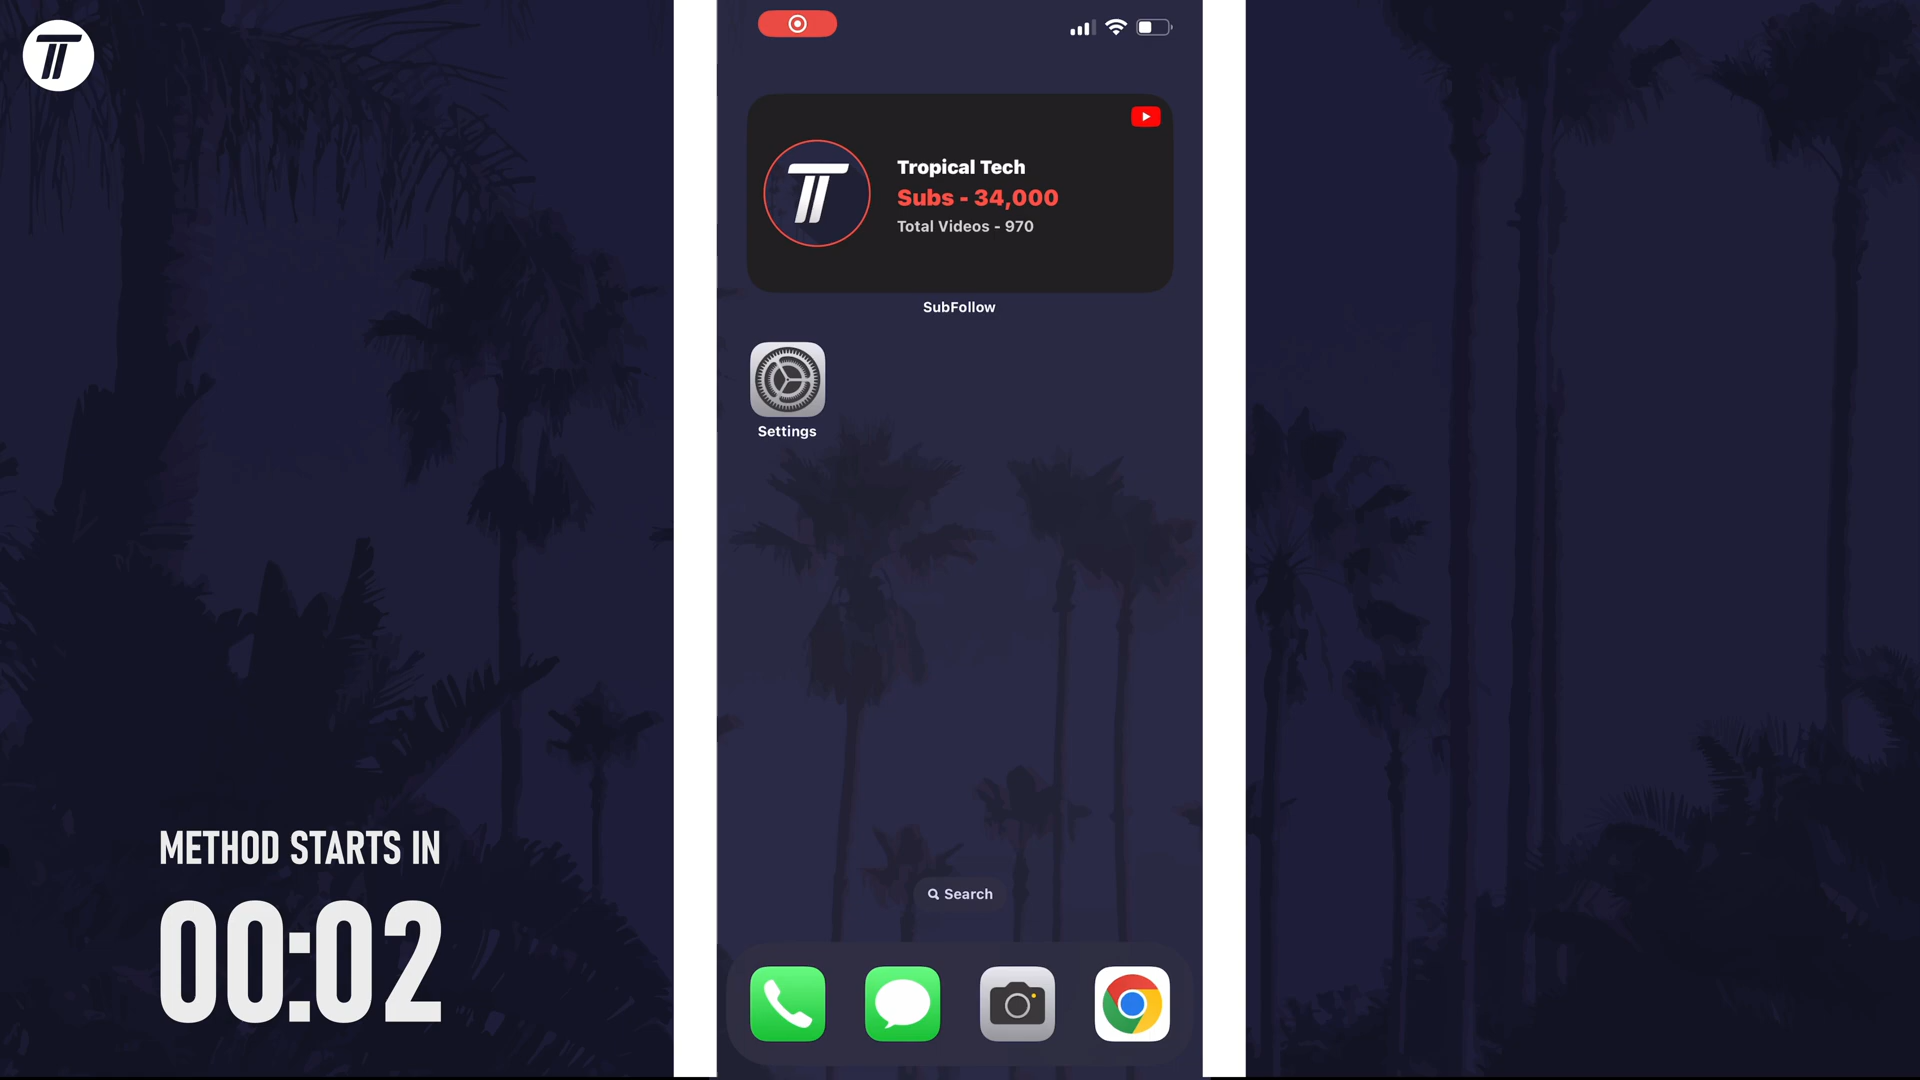 Tropical Tech
Subs - 34,000
Total Videos - 970
SubFollow
Settings
METHOD STARTS IN
00:02
Search